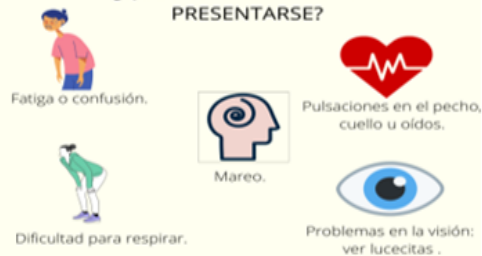 PRESENTARSE?
Fatiga o confusión.
Pulsaciones en el pecho,
cuello u oídos.
Mareo.
Dificultad para respirar.
Problemas en la visión:
ver lucecitas .